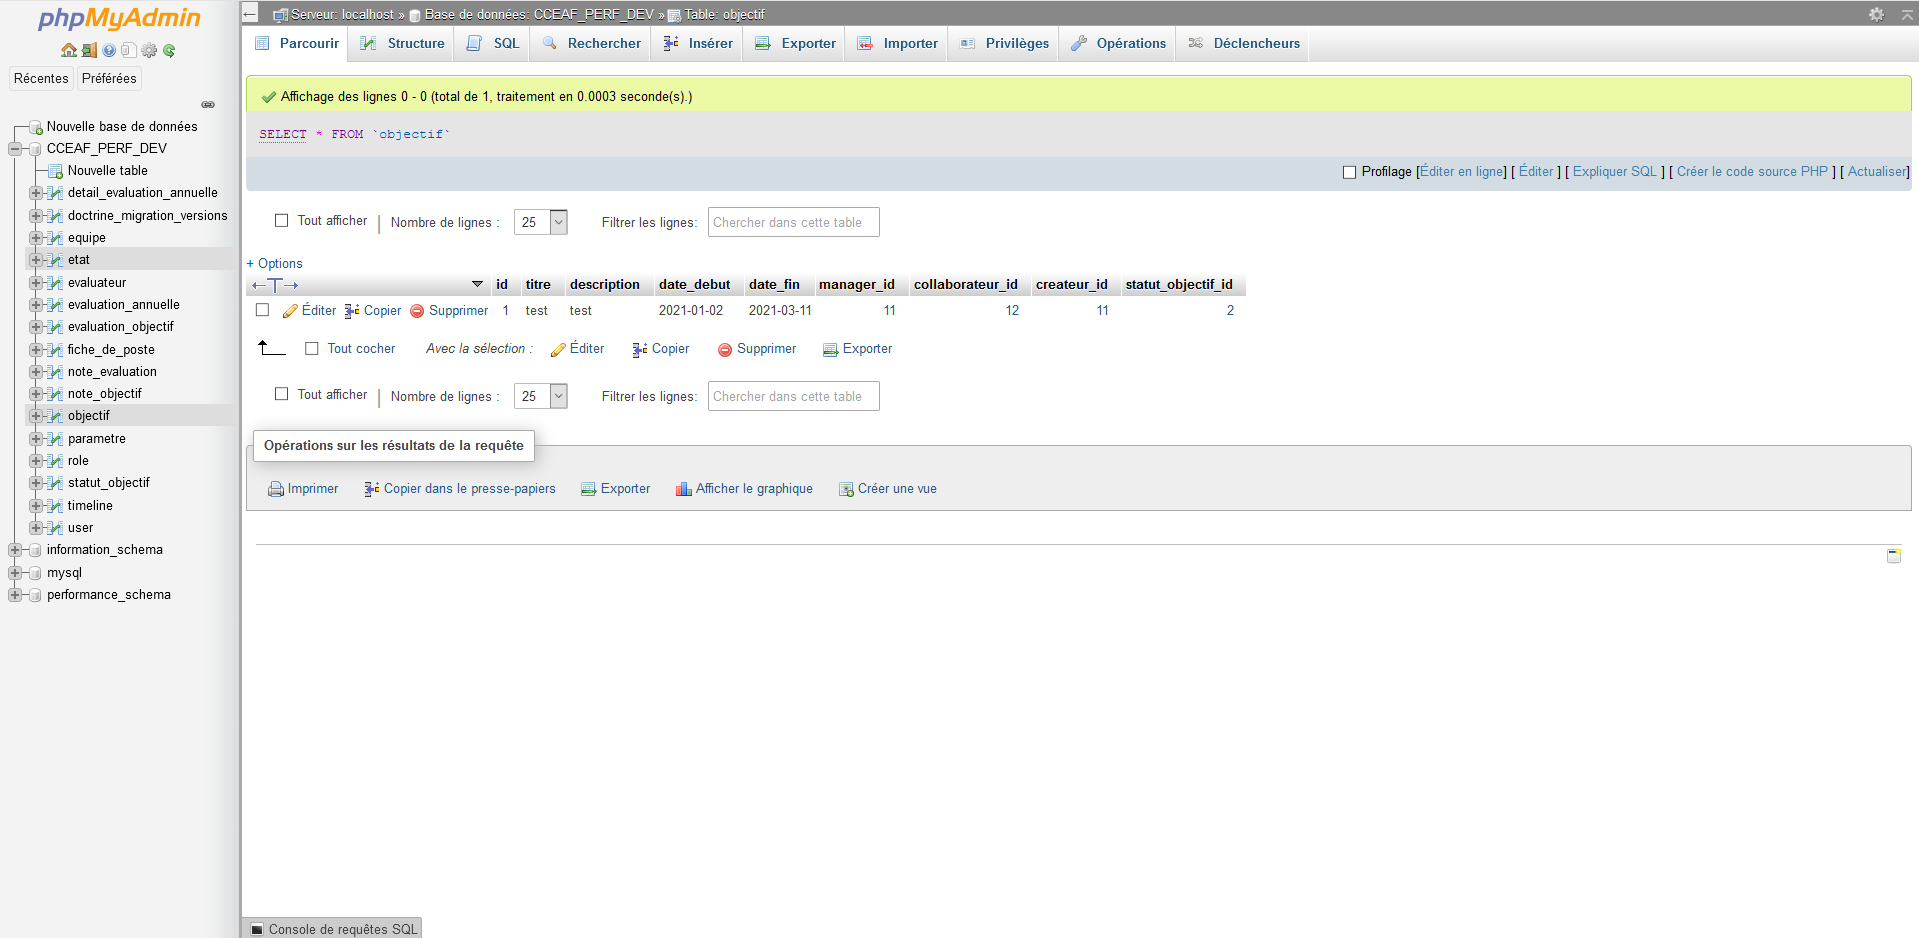 phpMyAdmin
Récentes Préférées
Nouvelle base de données
CCEAF_PERF_DEV
Nouvelle table
detail_evaluation_annuelle
doctrine_migration_versions
equipe
etat
evaluateur
evaluation_annuelle
evaluation_objectif
fiche_de_poste
note_evaluation
note_objectif
objectif
parametre
role
statut_objectif
timeline
user
information_schema
mysql
performance_schema
Serveur: localhost » Base de données: CCEAF_PERF_DEV » Table: objectif
Parcourir Structure SQL Rechercher Insérer Exporter Importer Privilèges Opérations Déclencheurs
Affichage des lignes 0 - 0 (total de 1, traitement en 0.0003 seconde(s).)
SELECT * FROM `objectif`
Profilage [Éditer en ligne] [ Éditer ] [ Expliquer SQL ] [ Créer le code source PHP ] [ Actualiser]
Tout afficher | Nombre de lignes : 25 Filtrer les lignes: Chercher dans cette table
+ Options
←T→ id titre description date_debut date_fin manager_id collaborateur_id createur_id statut_objectif_id
Éditer Copier Supprimer 1 test test 2021-01-02 2021-03-11 11 12 11 2
Tout cocher Avec la sélection : Éditer Copier Supprimer Exporter
Tout afficher | Nombre de lignes : 25 Filtrer les lignes: Chercher dans cette table
Opérations sur les résultats de la requête
Imprimer Copier dans le presse-papiers Exporter Afficher le graphique Créer une vue
Console de requêtes SQL